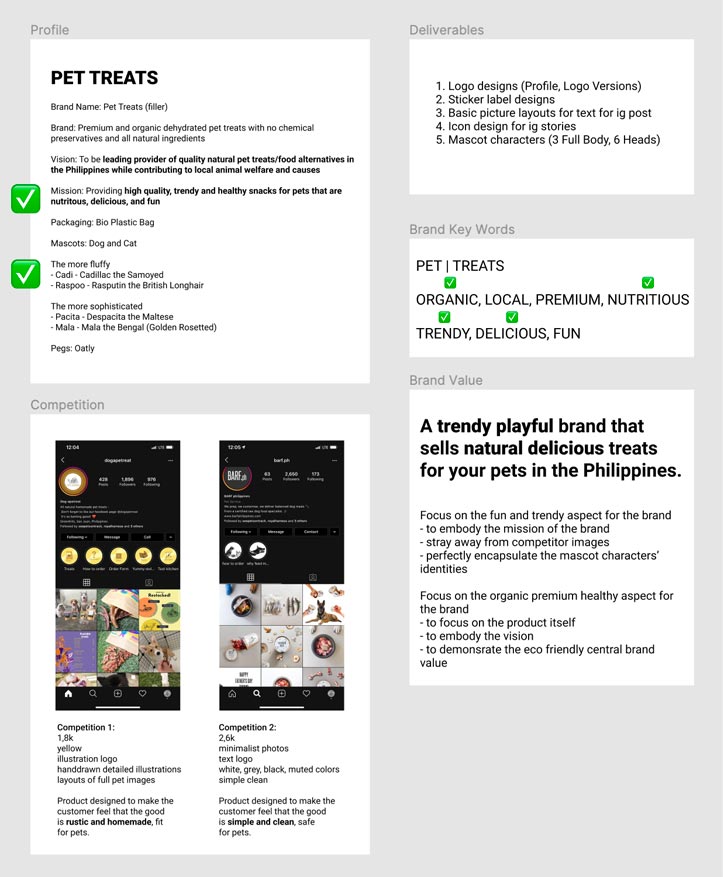 Profile
PET TREATS
Brand Name: Pet Treats (filler)
Brand: Premium and organic dehydrated pet treats with no chemical
preservatives and all natural ingredients
Vision: To be leading provider of quality natural pet treats/food alternatives in
the Philippines while contributing to local animal welfare and causes
Mission: Providing high quality, trendy and healthy snacks for pets that are
nutritous, delicious, and fun
Packaging: Bio Plastic Bag
Mascots: Dog and Cat
The more fluffy
- Cadi - Cadillac the Samoyed
- Raspoo - Rasputin the British Longhair
The more sophisticated
- Pacita - Despacita the Maltese
- Mala - Mala the Bengal (Golden Rosetted)
Pegs: Oatly
Deliverables
1. Logo designs (Profile, Logo Versions)
2. Sticker label designs
3. Basic picture layouts for text for ig post
4. Icon design for ig stories
5. Mascot characters (3 Full Body, 6 Heads)
Brand Key Words
PET | TREATS
ORGANIC, LOCAL, PREMIUM, NUTRITIOUS
TRENDY, DELICIOUS, FUN
Brand Value
A trendy playful brand that
sells natural delicious treats
for your pets in the Philippines.
Focus on the fun and trendy aspect for the brand
- to embody the mission of the brand
- stray away from competitor images
- perfectly encapsulate the mascot characters'
identities
Focus on the organic premium healthy aspect for
the brand
- to focus on the product itself
- to embody the vision
- to demonsrate the eco friendly central brand
value
Competition
12:04
LTE
dogapetreat
428 1,896 976
Posts Followers Following
Following Message Call
Treats How to order Order Form Yummy revi... Test kitchen
Restocked!
Competition 1:
1,8k
yellow
illustration logo
handdrawn detailed illustrations
layouts of full pet images
Product designed to make the
customer feel that the good
is rustic and homemade, fit
for pets.
12:05
LTE
barf.ph
BARF
63 2,650 173
Posts Followers Following
BARF philippines
Following Message Contact
how to order why feed r...
HAPPY
FATHER'S DAY
Competition 2:
2,6k
minimalist photos
text logo
white, grey, black, muted colors
simple clean
Product designed to make the
customer feel that the good
is simple and clean, safe
for pets.